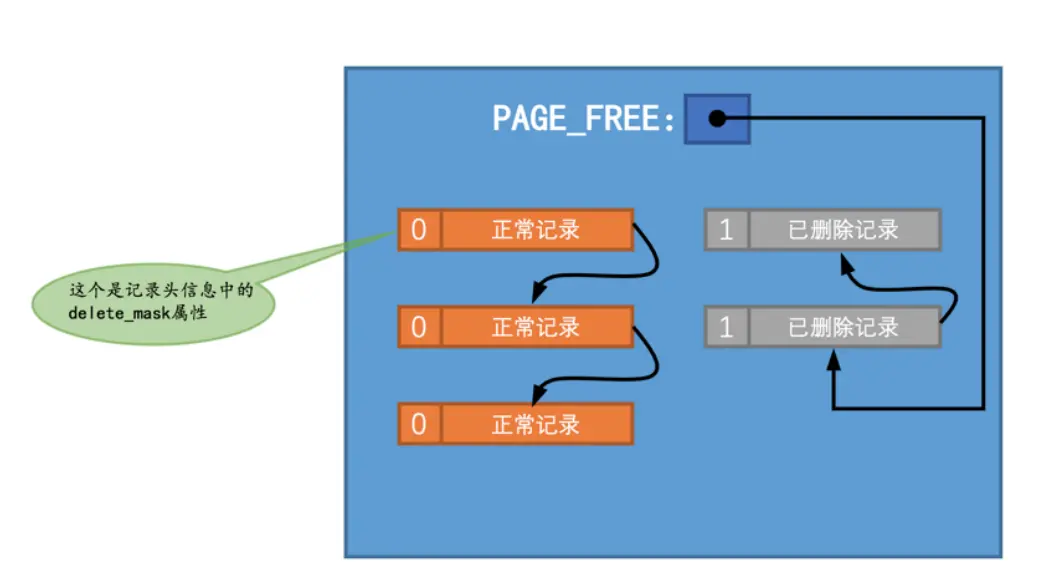 PAGE_FREE:
0 正常记录 1 已删除记录
这个是记录头信息中的
delete_mask属性
0 正常记录 1 已删除记录
0 正常记录